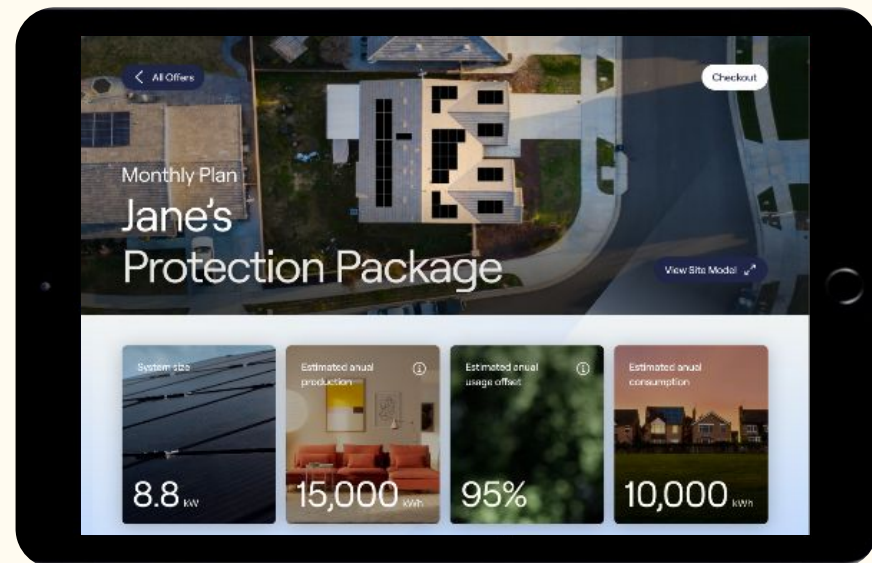 All Offers
Checkout
Monthly Plan
Jane's
Protection Package
View Site Model
System size
8.8 kW
Estimated anual
production
15,000 kWh
Estimated anual
usage offset
95%
Estimated anual
consumption
10,000 kWh